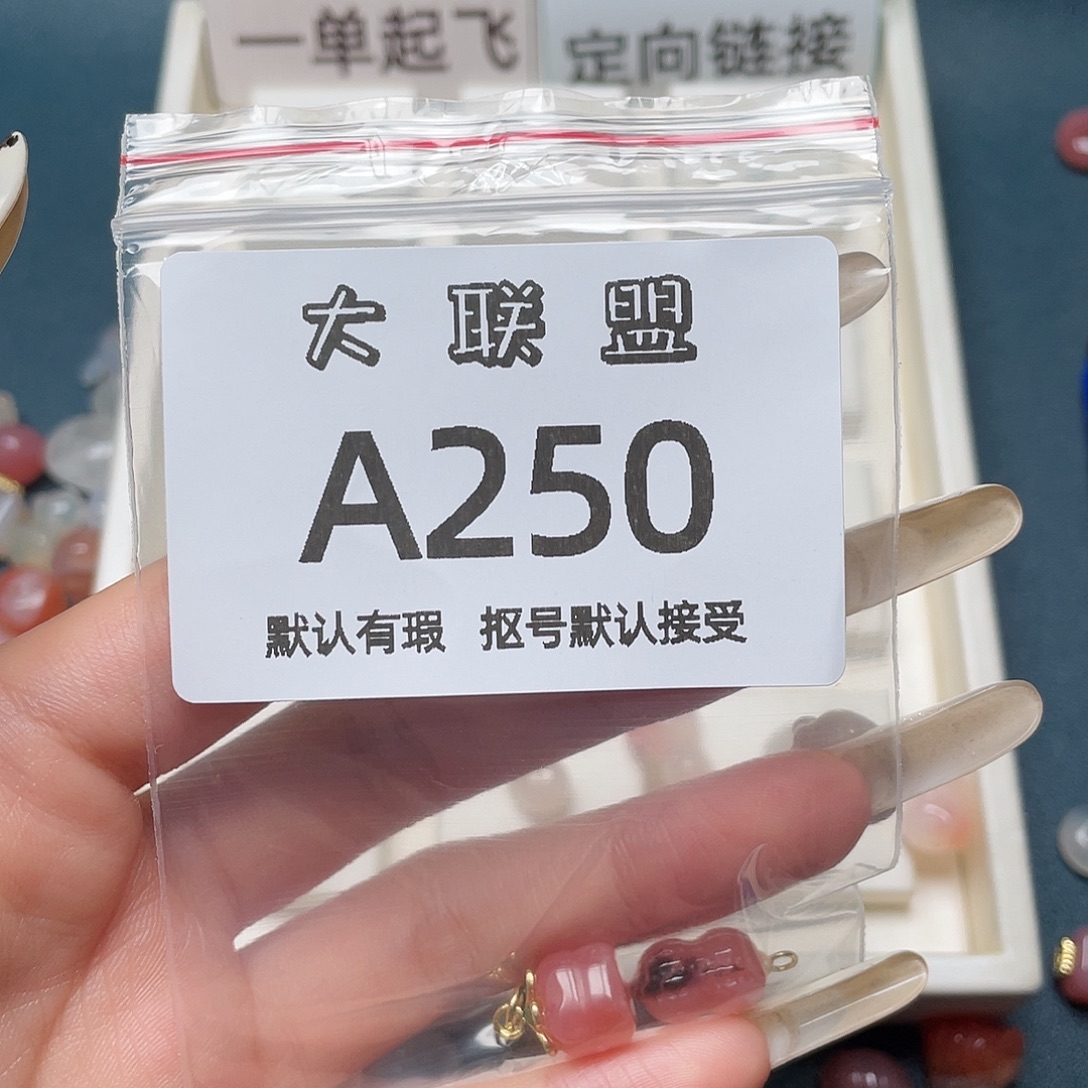 一单起飞
定向链接
大联盟
A250
默认有瑕 抠号默认接受